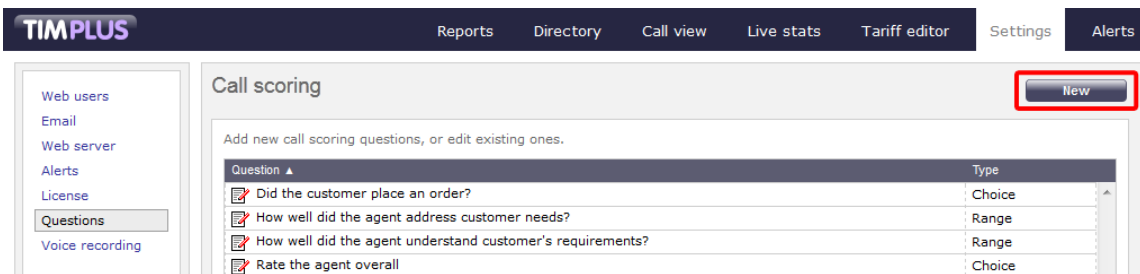 TIMPLUS
Reports Directory Call view Live stats Tariff editor Settings Alerts
Web users
Email
Web server
Alerts
License
Questions
Voice recording
Call scoring
New
Add new call scoring questions, or edit existing ones.
Question ▲ Type
Did the customer place an order? Choice
How well did the agent address customer needs? Range
How well did the agent understand customer's requirements? Range
Rate the agent overall Choice